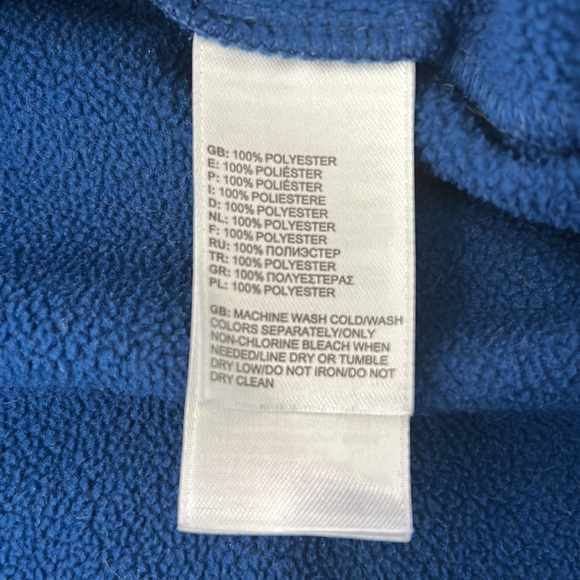 GB: 100% POLYESTER
E: 100% POLIÉSTER
P: 100% POLIÉSTER
I: 100% POLIESTERE
D: 100% POLYESTER
NL: 100% POLYESTER
F: 100% POLYESTER
RU: 100% ПОЛИЭСТЕР
TR: 100% POLYESTER
GR: 100% ΠΟΛΥΕΣΤΕΡΑΣ
PL: 100% POLYESTER
GB: MACHINE WASH COLD/WASH
COLORS SEPARATELY/ONLY
NON-CHLORINE BLEACH WHEN
NEEDED/LINE DRY OR TUMBLE
DRY LOW/DO NOT IRON/DO NOT
DRY CLEAN